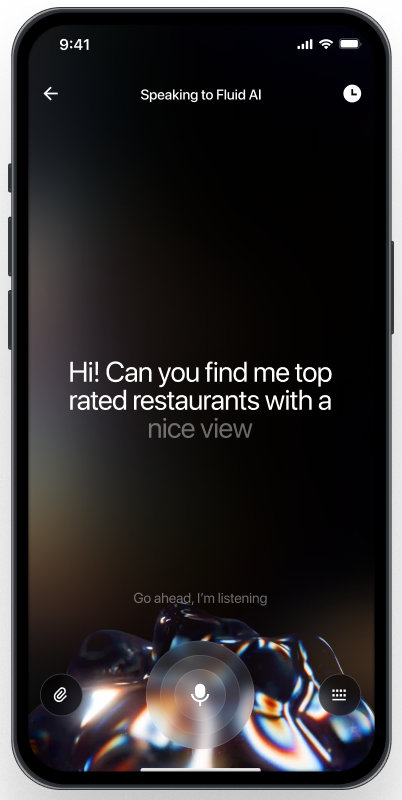 9:41
Speaking to Fluid AI
Hi! Can you find me top
rated restaurants with a
nice view
Go ahead, I’m listening